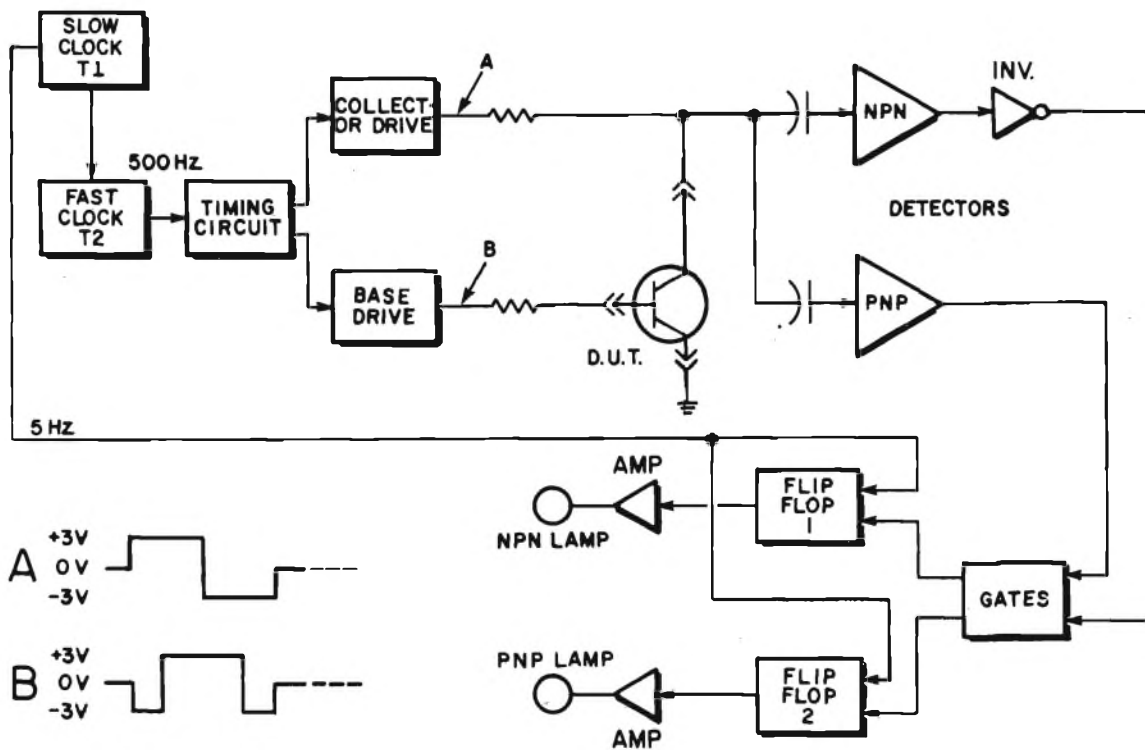 SLOW
CLOCK
T1
A
COLLECT-
OR DRIVE
NPN
INV.
500 Hz
FAST
CLOCK
T2
TIMING
CIRCUIT
DETECTORS
B
BASE
DRIVE
D.U.T.
PNP
5 Hz
AMP
FLIP
FLOP
1
NPN LAMP
GATES
A
+3V
0V
-3V
B
+3V
0V
-3V
PNP LAMP
AMP
FLIP
FLOP
2